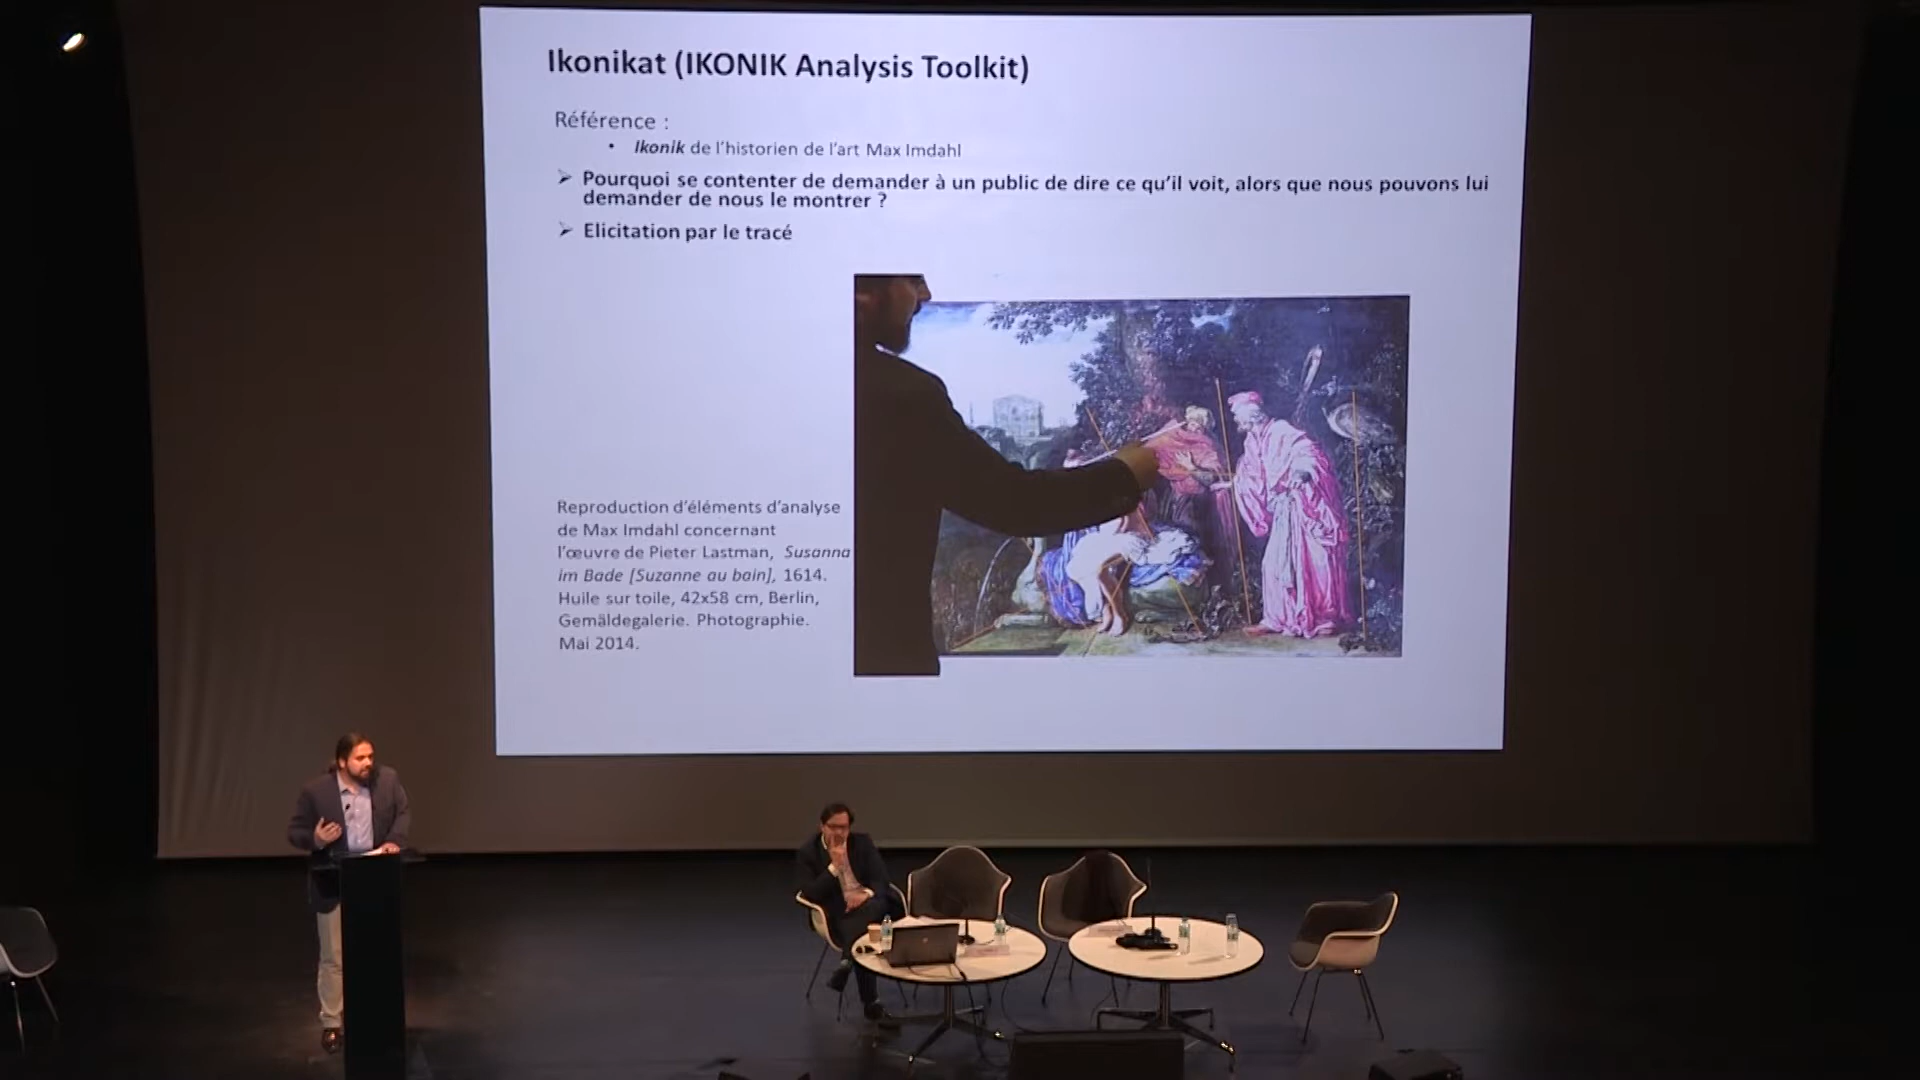 Ikonikat (IKONIK Analysis Toolkit)
Référence :
• Ikonik de l'historien de l'art Max Imdahl
➢ Pourquoi se contenter de demander à un public de dire ce qu'il voit, alors que nous pouvons lui
demander de nous le montrer ?
➢ Elicitation par le tracé
Reproduction d'éléments d'analyse
de Max Imdahl concernant
l'œuvre de Pieter Lastman, Susanna
im Bade [Suzanne au bain], 1614.
Huile sur toile, 42x58 cm, Berlin,
Gemäldegalerie. Photographie.
Mai 2014.